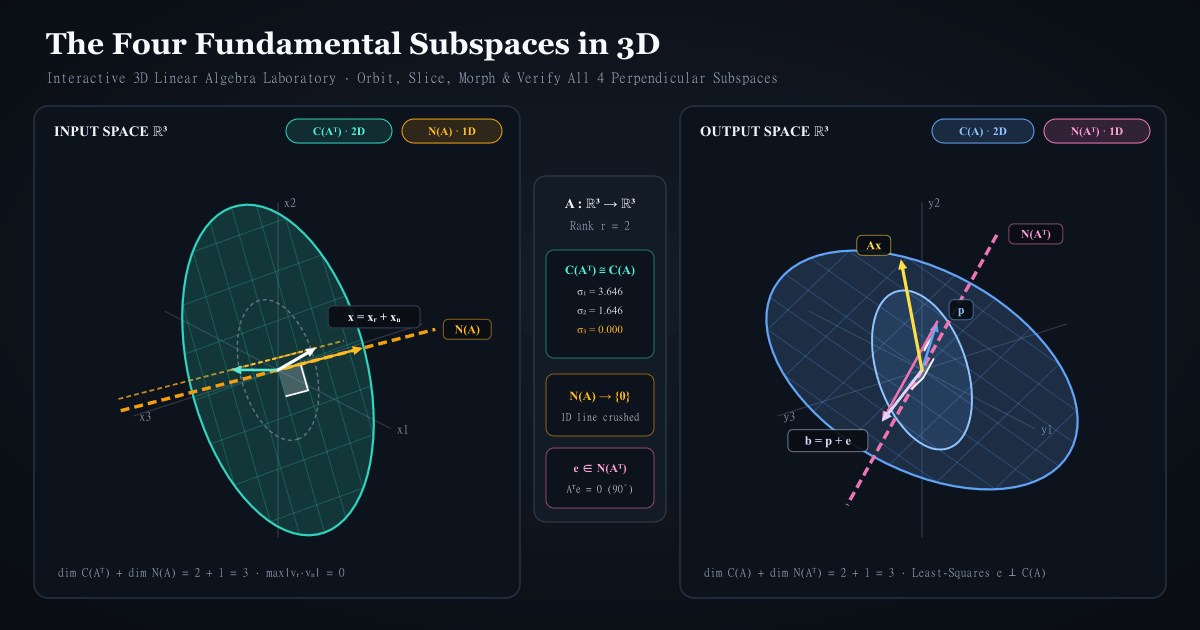 The Four Fundamental Subspaces in 3D
Interactive 3D Linear Algebra Laboratory · Orbit, Slice, Morph & Verify All 4 Perpendicular Subspaces
INPUT SPACE ℝ³
C(Aᵀ) · 2D
N(A) · 1D
x2
x = xᵣ + xₙ
N(A)
x3
x1
dim C(Aᵀ) + dim N(A) = 2 + 1 = 3 · max|vᵣ·vₙ| = 0
A : ℝ³ → ℝ³
Rank r = 2
C(Aᵀ) ≅ C(A)
σ₁ = 3.646
σ₂ = 1.646
σ₃ = 0.000
N(A) → {0}
1D line crushed
e ∈ N(Aᵀ)
Aᵀe = 0 (90°)
OUTPUT SPACE ℝ³
C(A) · 2D
N(Aᵀ) · 1D
y2
N(Aᵀ)
Ax
p
y3
y1
b = p + e
dim C(A) + dim N(Aᵀ) = 2 + 1 = 3 · Least-Squares e ⊥ C(A)